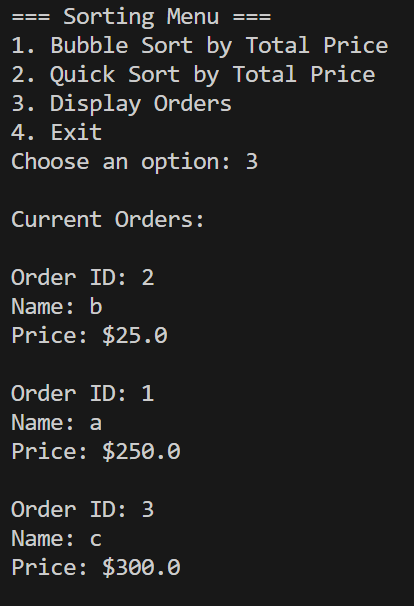 === Sorting Menu ===
1. Bubble Sort by Total Price
2. Quick Sort by Total Price
3. Display Orders
4. Exit
Choose an option: 3
Current Orders:
Order ID: 2
Name: b
Price: $25.0
Order ID: 1
Name: a
Price: $250.0
Order ID: 3
Name: c
Price: $300.0